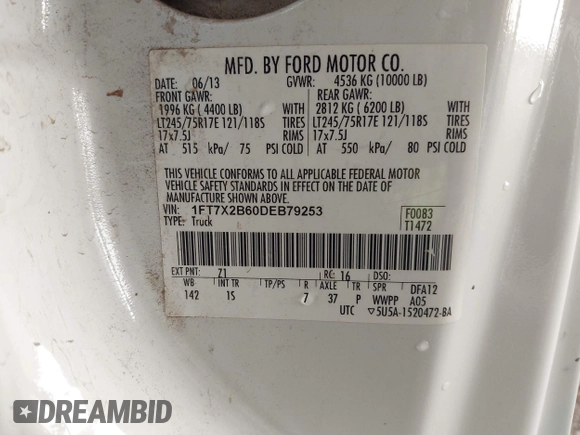 MFD. BY FORD MOTOR CO.
DATE: 06/13 GVWR: 4536 KG (10000 LB)
FRONT GAWR: REAR GAWR:
1996 KG ( 4400 LB) WITH 2812 KG ( 6200 LB) WITH
LT245/75R17E 121/118S TIRES LT245/75R17E 121/118S TIRES
17x7.5J RIMS 17x7.5J RIMS
AT 515 kPa/ 75 PSI COLD AT 550 kPa/ 80 PSI COLD
THIS VEHICLE CONFORMS TO ALL APPLICABLE FEDERAL MOTOR
VEHICLE SAFETY STANDARDS IN EFFECT ON THE DATE OF
MANUFACTURE SHOWN ABOVE.
VIN: 1FT7X2B60DEB79253 F0083
TYPE: Truck T1472
EXT PNT: Z1 RC: 16 DSO:
WB INT TR TP/PS R AXLE TR SPR DFA12
142 1S 7 37 P WWPP A05
UTC ▽5U5A-1520472-BA
DREAMBID